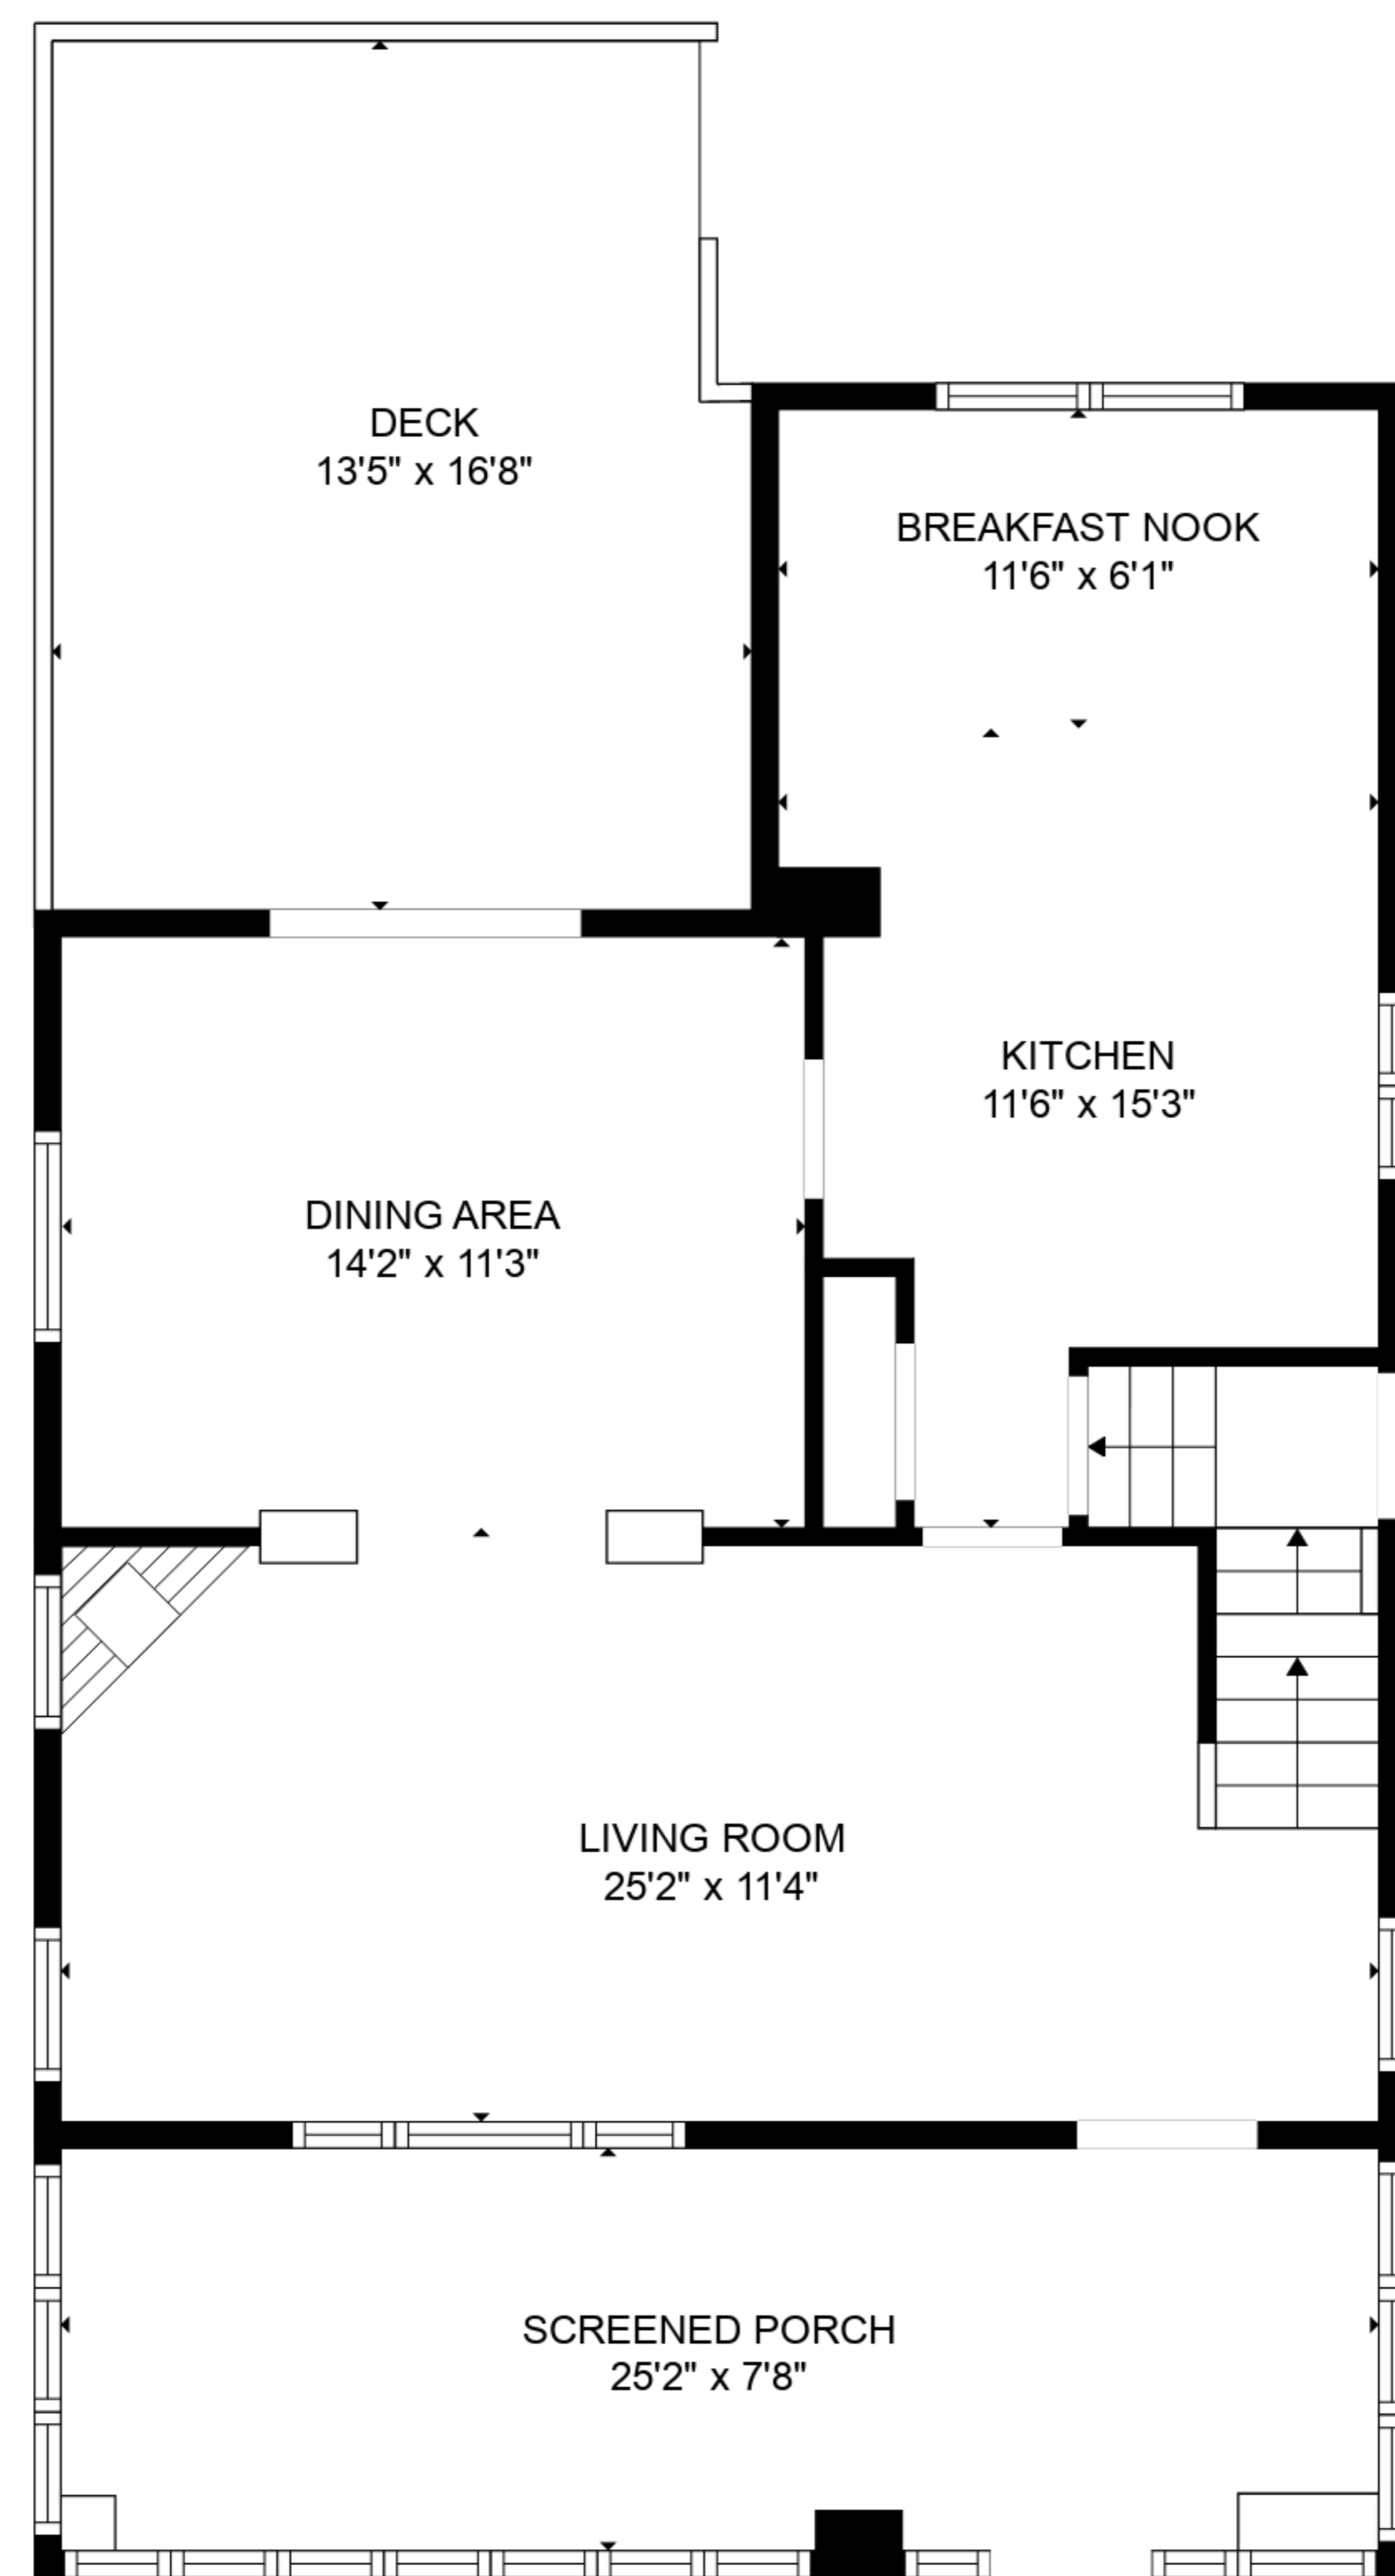 DECK
13'5" x 16'8"
BREAKFAST NOOK
11'6" x 6'1"
KITCHEN
11'6" x 15'3"
DINING AREA
14'2" x 11'3"
LIVING ROOM
25'2" x 11'4"
SCREENED PORCH
25'2" x 7'8"